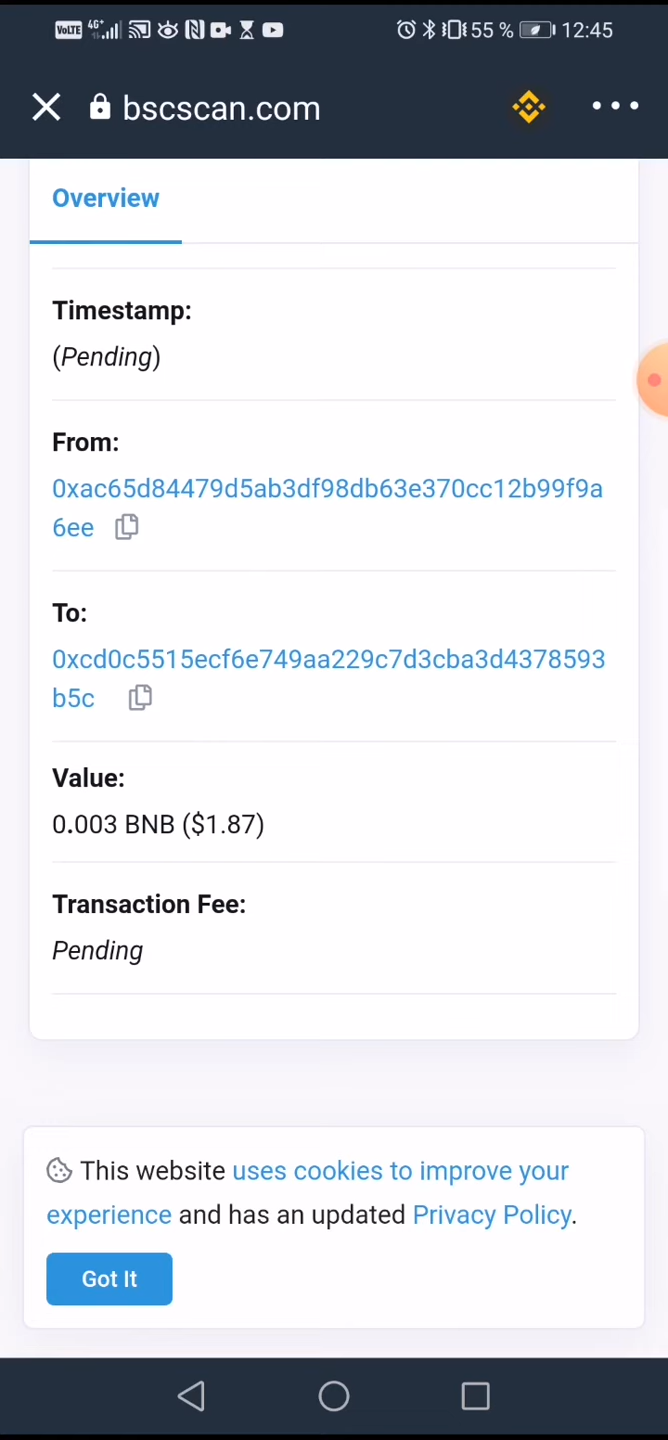 VoLTE 4G+ 55 % 12:45
bscscan.com
Overview
Timestamp:
(Pending)
From:
0xac65d84479d5ab3df98db63e370cc12b99f9a
6ee
To:
0xcd0c5515ecf6e749aa229c7d3cba3d4378593
b5c
Value:
0.003 BNB ($1.87)
Transaction Fee:
Pending
This website uses cookies to improve your
experience and has an updated Privacy Policy.
Got It